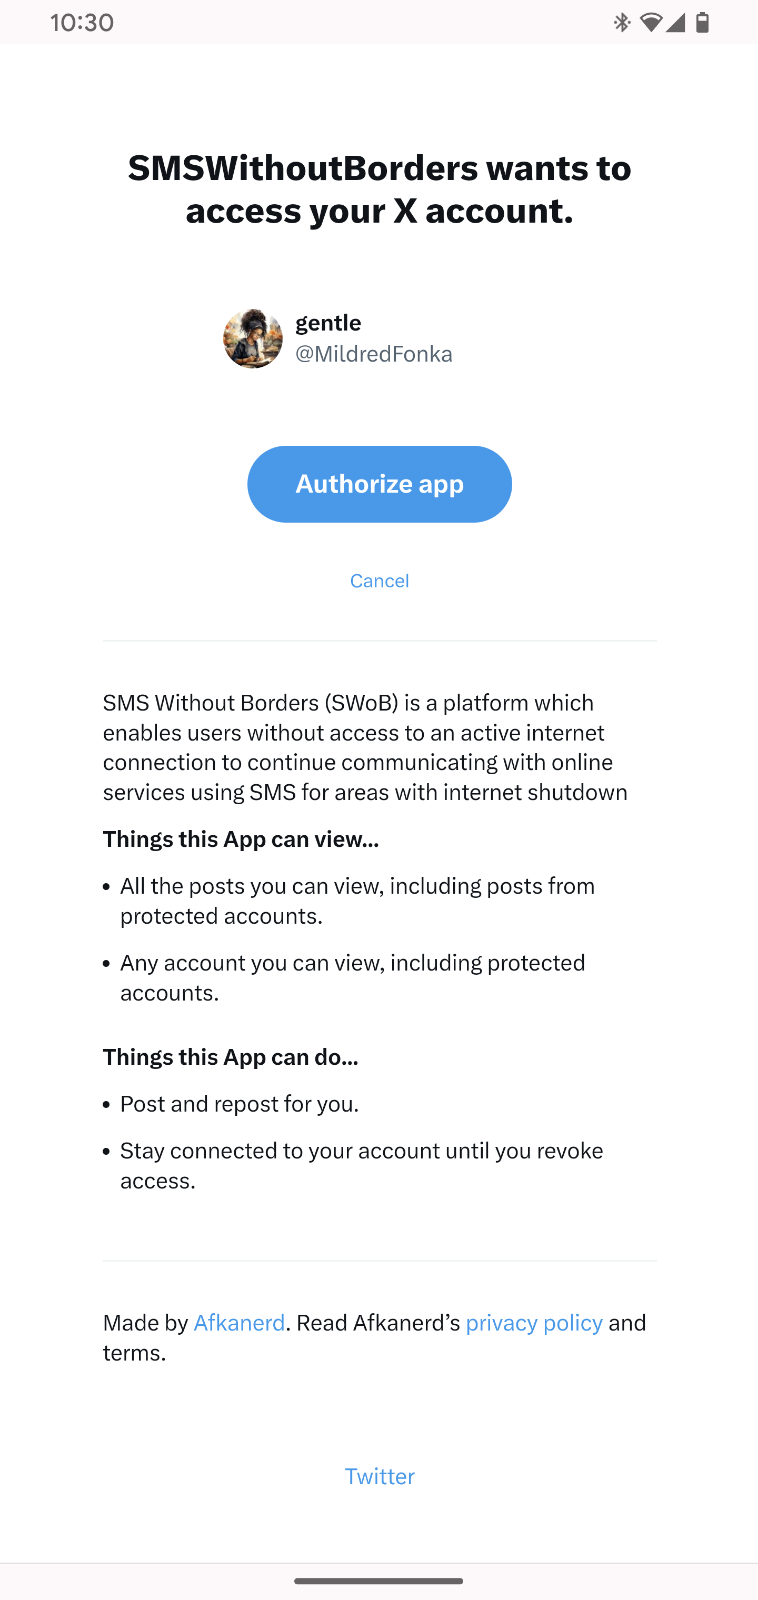 10:30
SMSWithoutBorders wants to
access your X account.
gentle
@MildredFonka
Authorize app
Cancel
SMS Without Borders (SWoB) is a platform which
enables users without access to an active internet
connection to continue communicating with online
services using SMS for areas with internet shutdown
Things this App can view...
• All the posts you can view, including posts from
protected accounts.
• Any account you can view, including protected
accounts.
Things this App can do...
• Post and repost for you.
• Stay connected to your account until you revoke
access.
Made by Afkanerd. Read Afkanerd’s privacy policy and
terms.
Twitter